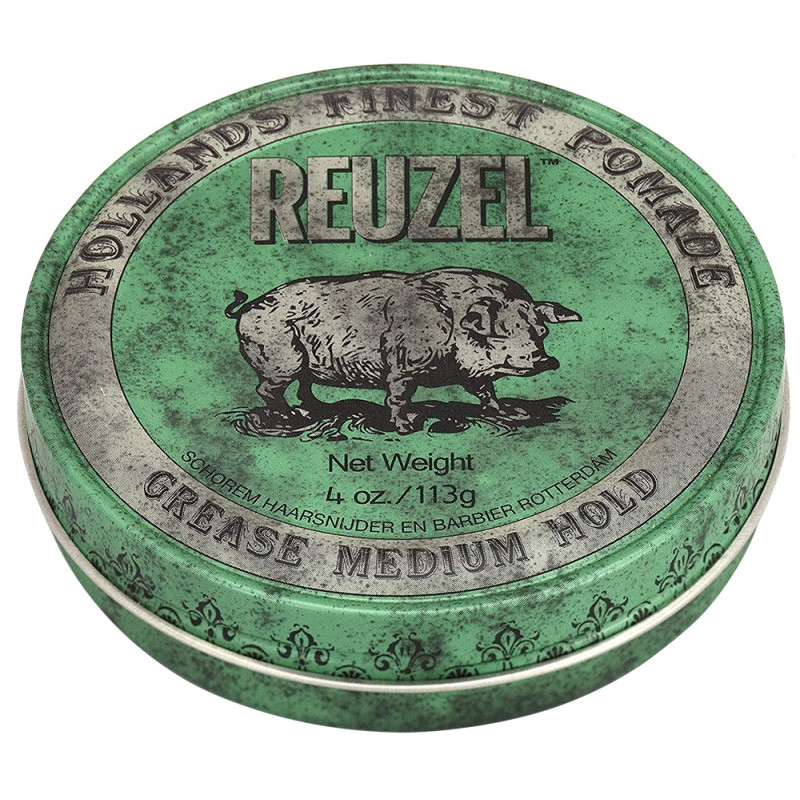 HOLLANDS FINEST POMADE
REUZEL™
Net Weight
4 oz./113g
SCHOREM HAARSNIJDER EN BARBIER ROTTERDAM
GREASE MEDIUM HOLD